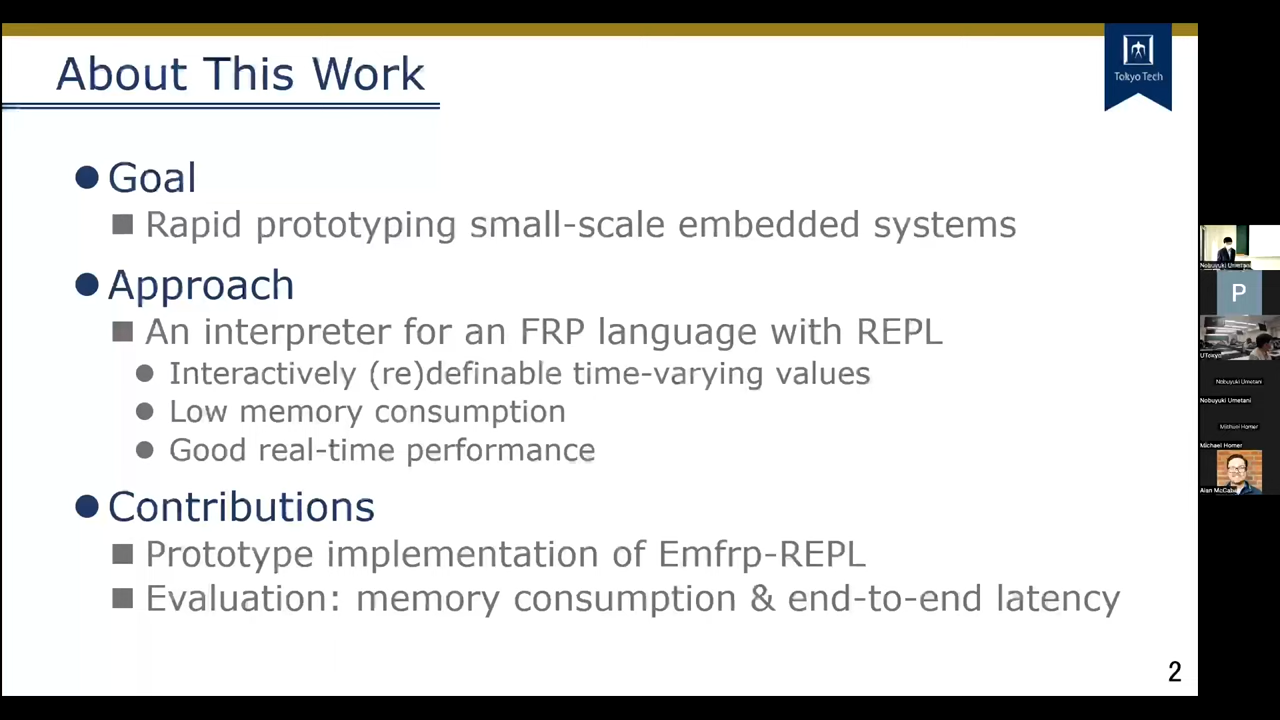 About This Work
Tokyo Tech
Goal
Rapid prototyping small-scale embedded systems
Approach
An interpreter for an FRP language with REPL
Interactively (re)definable time-varying values
Low memory consumption
Good real-time performance
Contributions
Prototype implementation of Emfrp-REPL
Evaluation: memory consumption & end-to-end latency
2
Nobuyuki Umetani
P
UTokyo
Nobuyuki Umetani
Nobuyuki Umetani
Michael Homer
Michael Homer
Alan McCabe